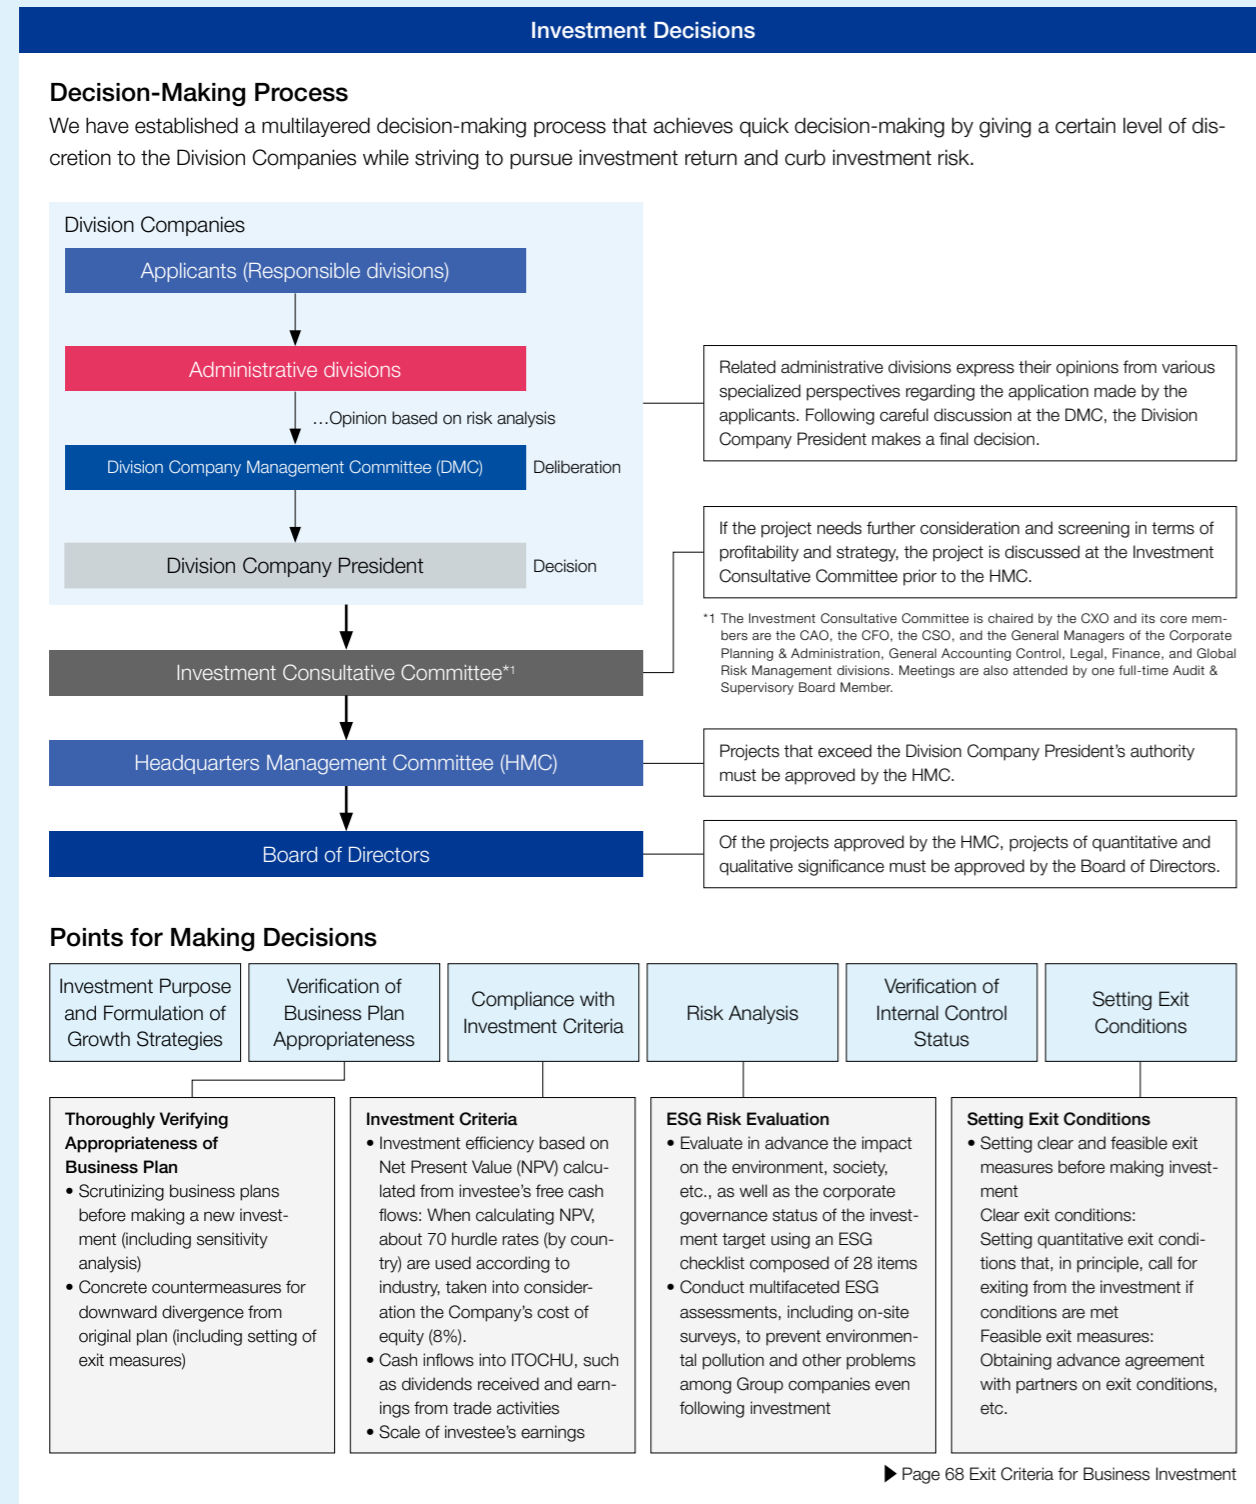 Investment Decisions
Decision-Making Process
We have established a multilayered decision-making process that achieves quick decision-making by giving a certain level of dis-
cretion to the Division Companies while striving to pursue investment return and curb investment risk.
Division Companies
Applicants (Responsible divisions)
Administrative divisions
…Opinion based on risk analysis
Division Company Management Committee (DMC)
Deliberation
Division Company President
Decision
Related administrative divisions express their opinions from various
specialized perspectives regarding the application made by the
applicants. Following careful discussion at the DMC, the Division
Company President makes a final decision.
If the project needs further consideration and screening in terms of
profitability and strategy, the project is discussed at the Investment
Consultative Committee prior to the HMC.
*1 The Investment Consultative Committee is chaired by the CXO and its core mem-
bers are the CAO, the CFO, the CSO, and the General Managers of the Corporate
Planning & Administration, General Accounting Control, Legal, Finance, and Global
Risk Management divisions. Meetings are also attended by one full-time Audit &
Supervisory Board Member.
Investment Consultative Committee*1
Headquarters Management Committee (HMC)
Projects that exceed the Division Company President's authority
must be approved by the HMC.
Board of Directors
Of the projects approved by the HMC, projects of quantitative and
qualitative significance must be approved by the Board of Directors.
Points for Making Decisions
Investment Purpose
and Formulation of
Growth Strategies
Verification of
Business Plan
Appropriateness
Compliance with
Investment Criteria
Risk Analysis
Verification of
Internal Control
Status
Setting Exit
Conditions
Thoroughly Verifying
Appropriateness of
Business Plan
• Scrutinizing business plans
before making a new invest-
ment (including sensitivity
analysis)
• Concrete countermeasures for
downward divergence from
original plan (including setting of
exit measures)
Investment Criteria
• Investment efficiency based on
Net Present Value (NPV) calcu-
lated from investee's free cash
flows: When calculating NPV,
about 70 hurdle rates (by coun-
try) are used according to
industry, taken into consider-
ation the Company's cost of
equity (8%).
• Cash inflows into ITOCHU, such
as dividends received and earn-
ings from trade activities
• Scale of investee's earnings
ESG Risk Evaluation
• Evaluate in advance the impact
on the environment, society,
etc., as well as the corporate
governance status of the invest-
ment target using an ESG
checklist composed of 28 items
• Conduct multifaceted ESG
assessments, including on-site
surveys, to prevent environmen-
tal pollution and other problems
among Group companies even
following investment
Setting Exit Conditions
• Setting clear and feasible exit
measures before making invest-
ment
Clear exit conditions:
Setting quantitative exit condi-
tions that, in principle, call for
exiting from the investment if
conditions are met
Feasible exit measures:
Obtaining advance agreement
with partners on exit conditions,
etc.
▶ Page 68 Exit Criteria for Business Investment